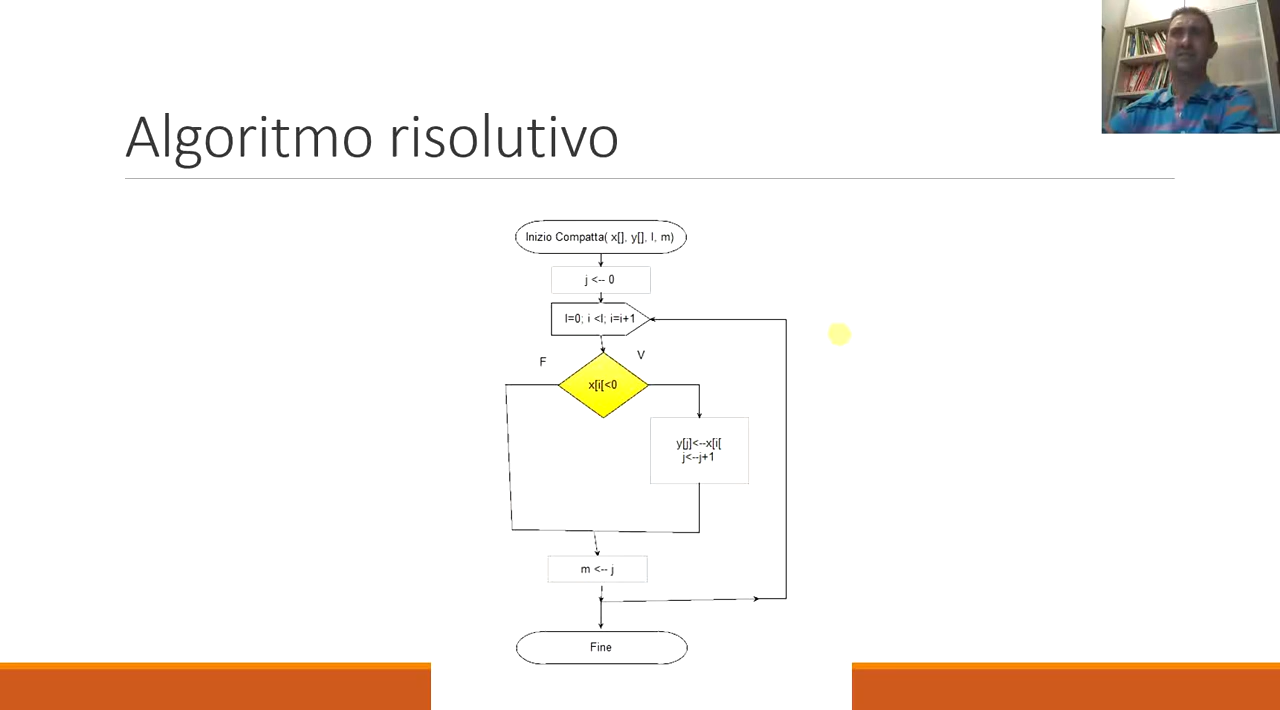 Algoritmo risolutivo
Inizio Compatta( x[], y[], l, m)
j <-- 0
I=0; i <l; i=i+1
F
V
x[i[<0
y[j]<--x[i[
j<--j+1
m <-- j
Fine